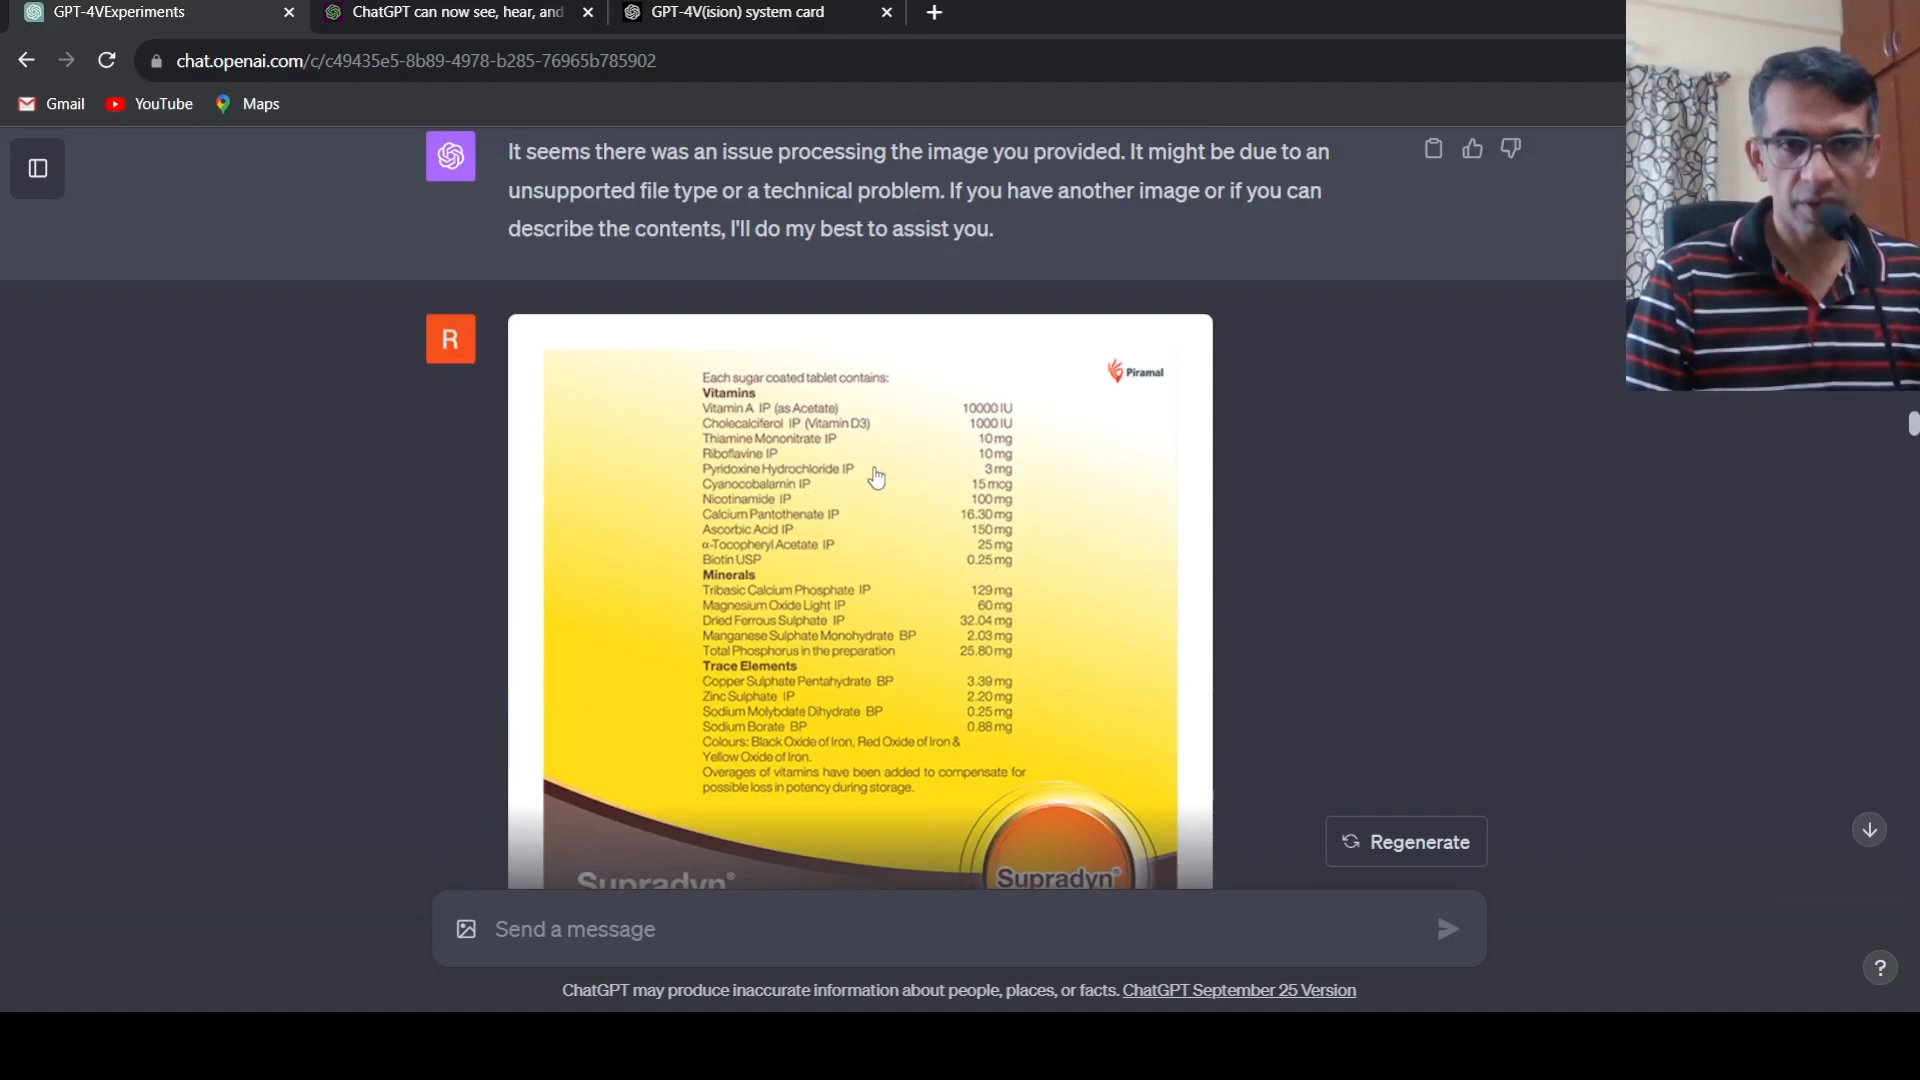 GPT-4VExperiments
ChatGPT can now see, hear, and
GPT-4V(ision) system card
chat.openai.com/c/c49435e5-8b89-4978-b285-76965b785902
Gmail YouTube Maps
It seems there was an issue processing the image you provided. It might be due to an
unsupported file type or a technical problem. If you have another image or if you can
describe the contents, I'll do my best to assist you.
R
Piramal
Each sugar coated tablet contains:
Vitamins
Vitamin A IP (as Acetate) 10000 IU
Cholecalciferol IP (Vitamin D3) 1000 IU
Thiamine Mononitrate IP 10 mg
Riboflavine IP 10 mg
Pyridoxine Hydrochloride IP 3 mg
Cyanocobalamin IP 15 mcg
Nicotinamide IP 100 mg
Calcium Pantothenate IP 16.30 mg
Ascorbic Acid IP 150 mg
α-Tocopheryl Acetate IP 25 mg
Biotin USP 0.25 mg
Minerals
Tribasic Calcium Phosphate IP 129 mg
Magnesium Oxide Light IP 60 mg
Dried Ferrous Sulphate IP 32.04 mg
Manganese Sulphate Monohydrate BP 2.03 mg
Total Phosphorus in the preparation 25.80 mg
Trace Elements
Copper Sulphate Pentahydrate BP 3.39 mg
Zinc Sulphate IP 2.20 mg
Sodium Molybdate Dihydrate BP 0.25 mg
Sodium Borate BP 0.88 mg
Colours: Black Oxide of Iron, Red Oxide of Iron &
Yellow Oxide of Iron.
Overages of vitamins have been added to compensate for
possible loss in potency during storage.
Supradyn®
Supradyn®
Regenerate
Send a message
?
ChatGPT may produce inaccurate information about people, places, or facts. ChatGPT September 25 Version